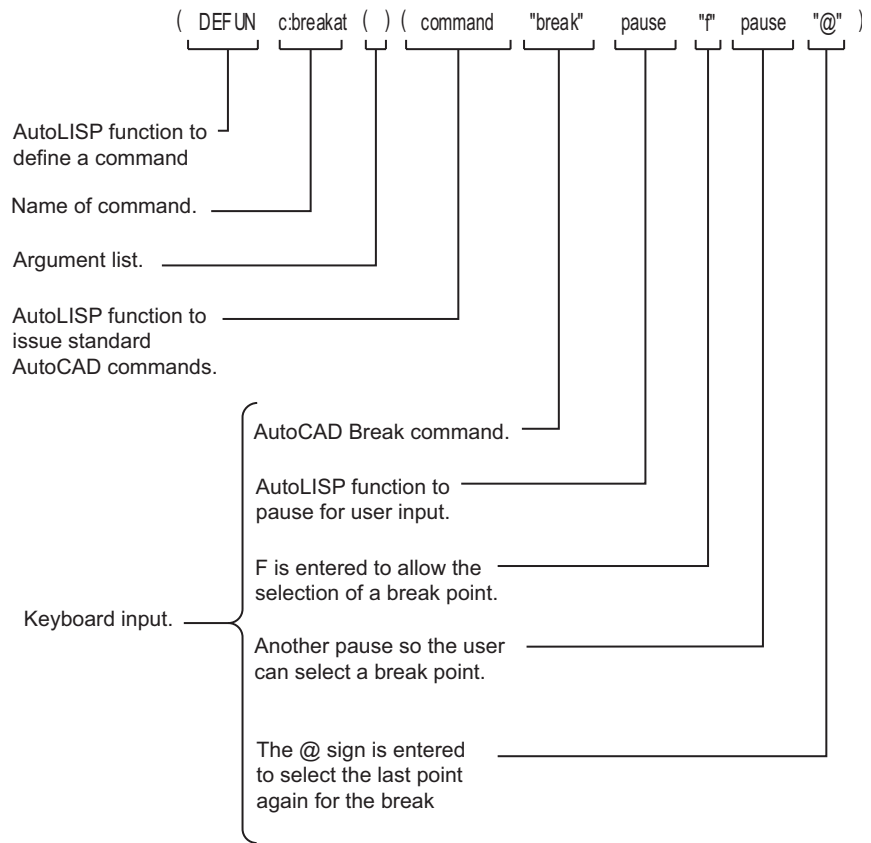 ( DEFUN c:breakat ( ) ( command "break" pause "f" pause "@" )
AutoLISP function to
define a command
Name of command.
Argument list.
AutoLISP function to
issue standard
AutoCAD commands.
AutoCAD Break command.
AutoLISP function to
pause for user input.
F is entered to allow the
selection of a break point.
Keyboard input.
Another pause so the user
can select a break point.
The @ sign is entered
to select the last point
again for the break